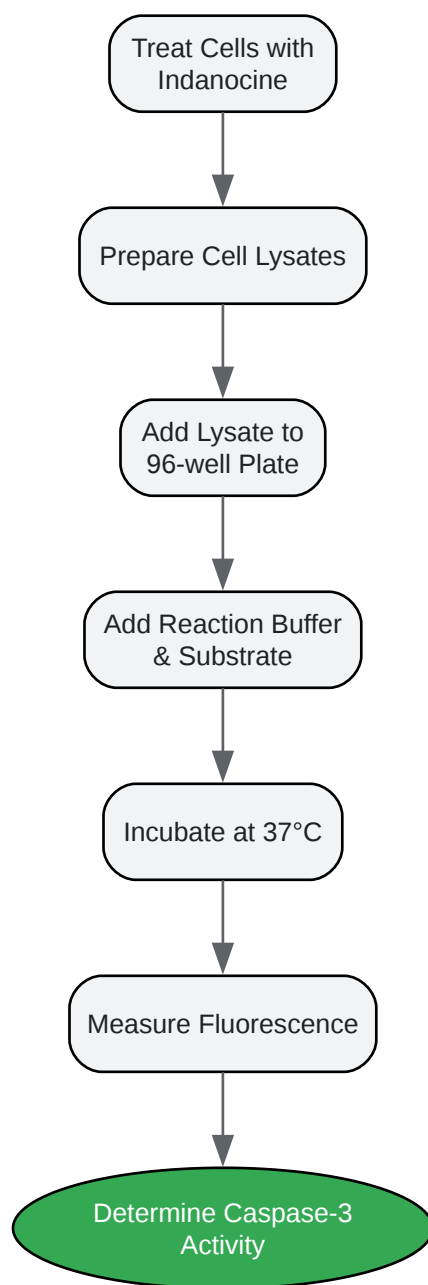 Treat Cells with
Indanocine
Prepare Cell Lysates
Add Lysate to
96-well Plate
Add Reaction Buffer
& Substrate
Incubate at 37°C
Measure Fluorescence
Determine Caspase-3
Activity